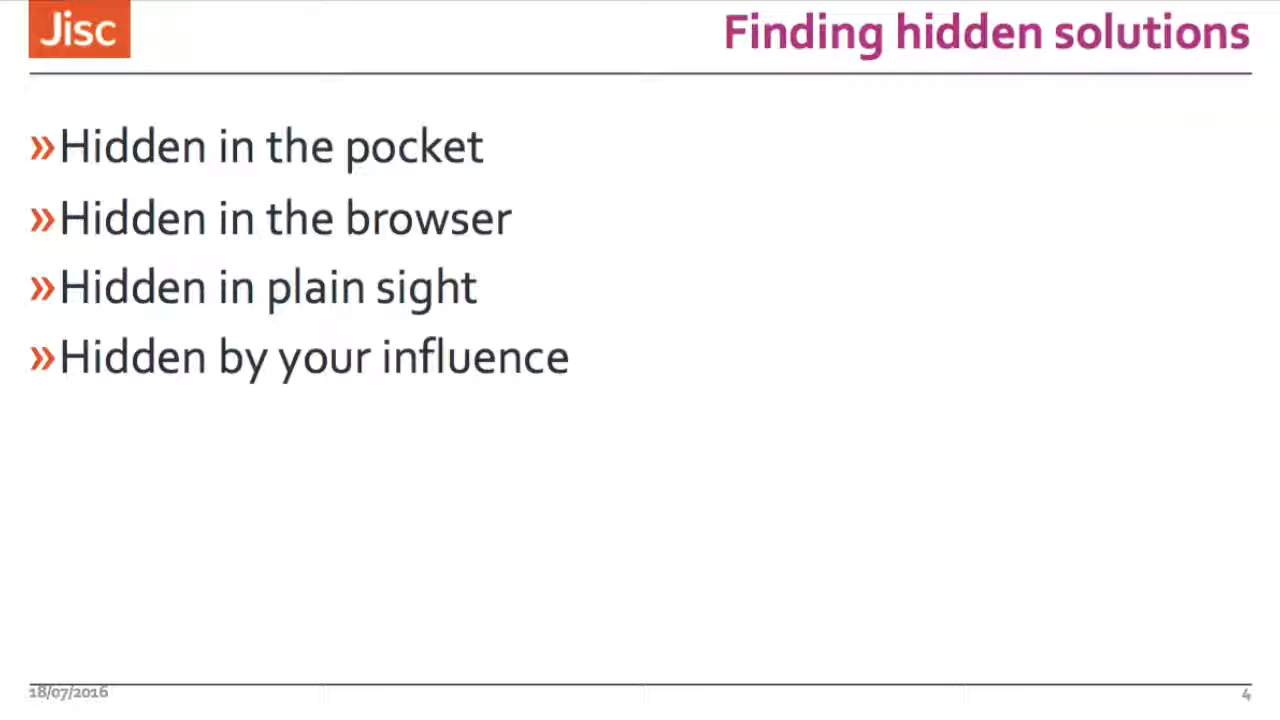 Jisc
Finding hidden solutions
»Hidden in the pocket
»Hidden in the browser
»Hidden in plain sight
»Hidden by your influence
18/07/2016
4